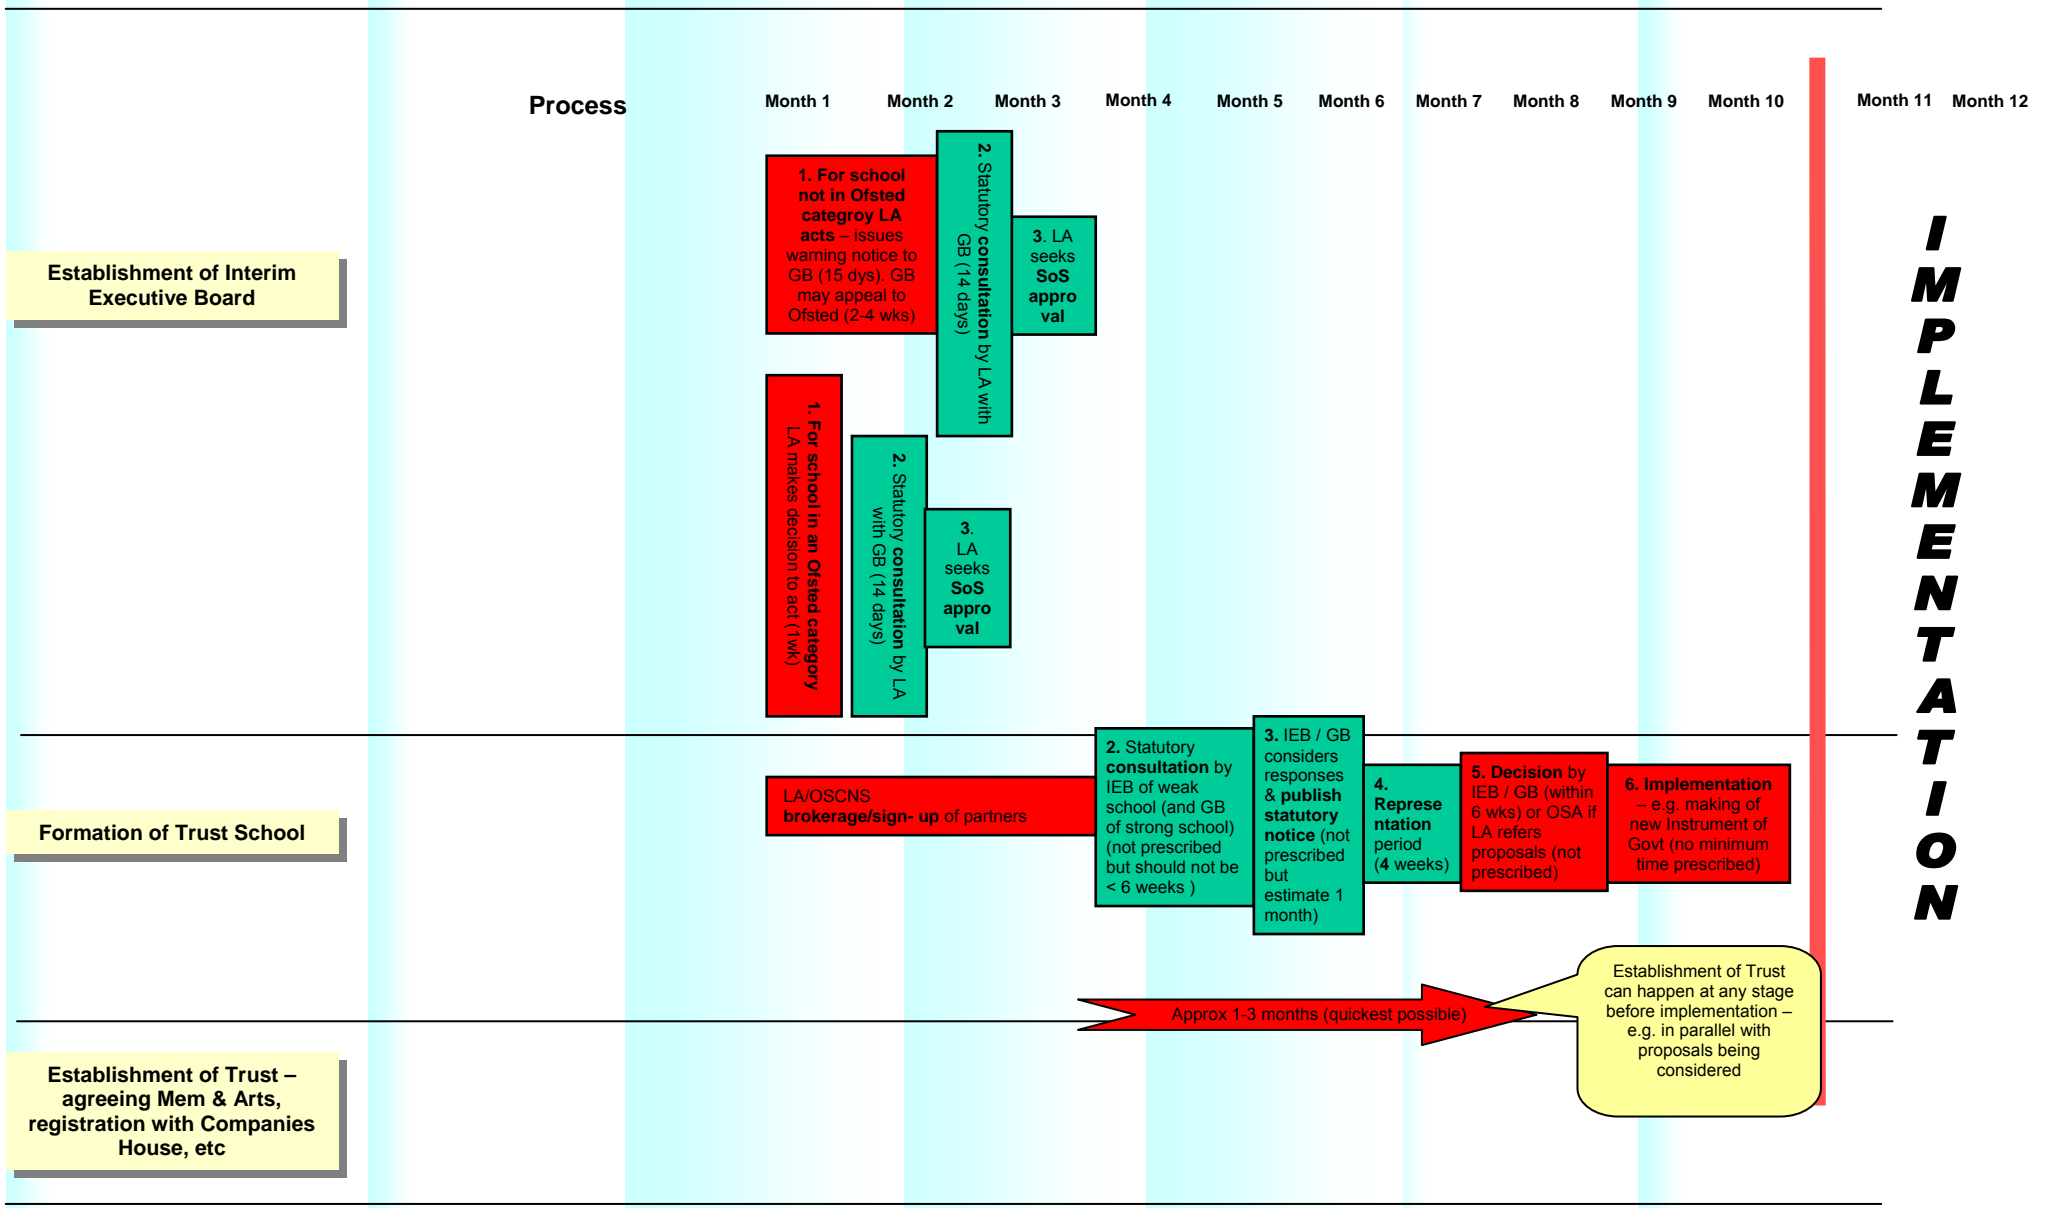 Process
Month 1
Month 2
Month 3
Month 4
Month 5
Month 6
Month 7
Month 8
Month 9
Month 10
Month 11
Month 12
Establishment of Interim
Executive Board
1. For school
not in Ofsted
categroy LA
acts – issues
warning notice to
GB (15 dys). GB
may appeal to
Ofsted (2-4 wks)
2. Statutory consultation by LA with
GB (14 days)
3. LA
seeks
SoS
appro
val
1. For school in an Ofsted category
LA makes decision to act (1wk)
2. Statutory consultation by LA
with GB (14 days)
3.
LA
seeks
SoS
appro
val
Formation of Trust School
LA/OSCNS
brokerage/sign- up of partners
2. Statutory
consultation by
IEB of weak
school (and GB
of strong school)
(not prescribed
but should not be
< 6 weeks )
3. IEB / GB
considers
responses
& publish
statutory
notice (not
prescribed
but
estimate 1
month)
4.
Represe
ntation
period
(4 weeks)
5. Decision by
IEB / GB (within
6 wks) or OSA if
LA refers
proposals (not
prescribed)
6. Implementation
– e.g. making of
new Instrument of
Govt (no minimum
time prescribed)
Establishment of Trust –
agreeing Mem & Arts,
registration with Companies
House, etc
Approx 1-3 months (quickest possible)
Establishment of Trust
can happen at any stage
before implementation –
e.g. in parallel with
proposals being
considered
IMPLEMENTATION